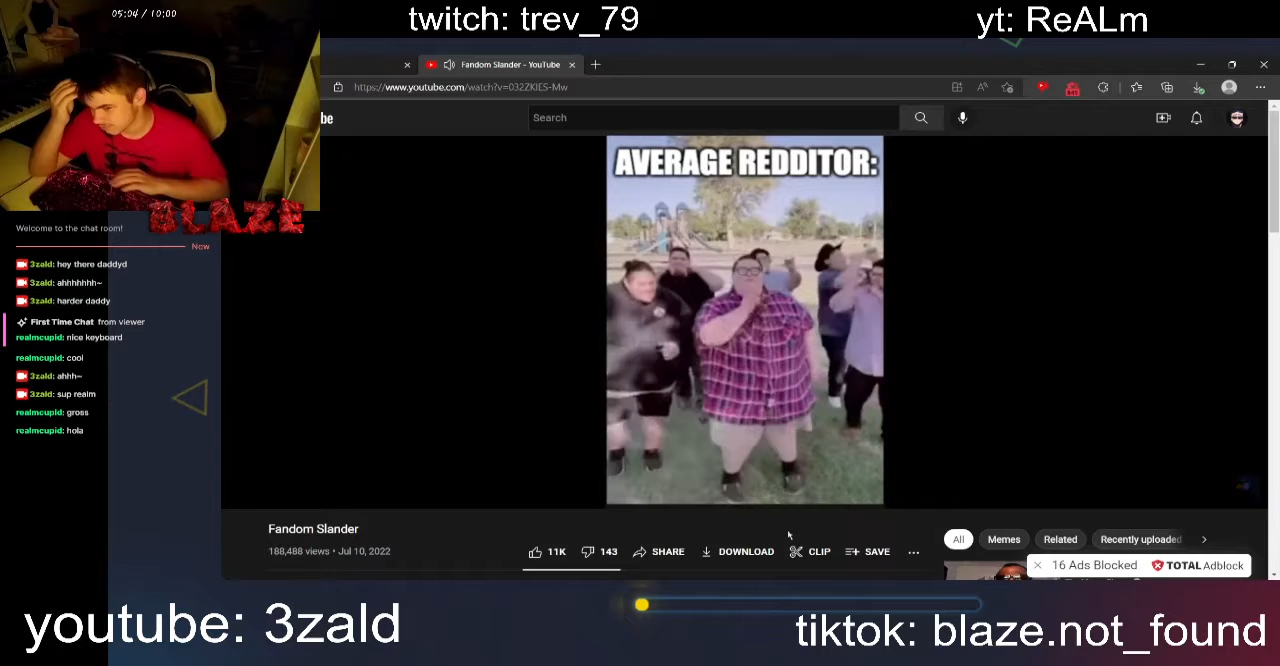 05:04 / 10:00
twitch: trev_79
yt: ReALm
Fandom Slander - YouTube
https://www.youtube.com/watch?v=032ZKIES-Mw
be
Search
AVERAGE REDDITOR:
BLAZE
Welcome to the chat room!
Now
3zald: hey there daddyd
3zald: ahhhhhhh~
3zald: harder daddy
First Time Chat from viewer
realmcupid: nice keyboard
realmcupid: cool
3zald: ahhh~
3zald: sup realm
realmcupid: gross
realmcupid: hola
Fandom Slander
188,488 views • Jul 10, 2022
11K
143
SHARE
DOWNLOAD
CLIP
SAVE
All
Memes
Related
Recently uploaded
16 Ads Blocked
TOTAL Adblock
youtube: 3zald
tiktok: blaze.not_found